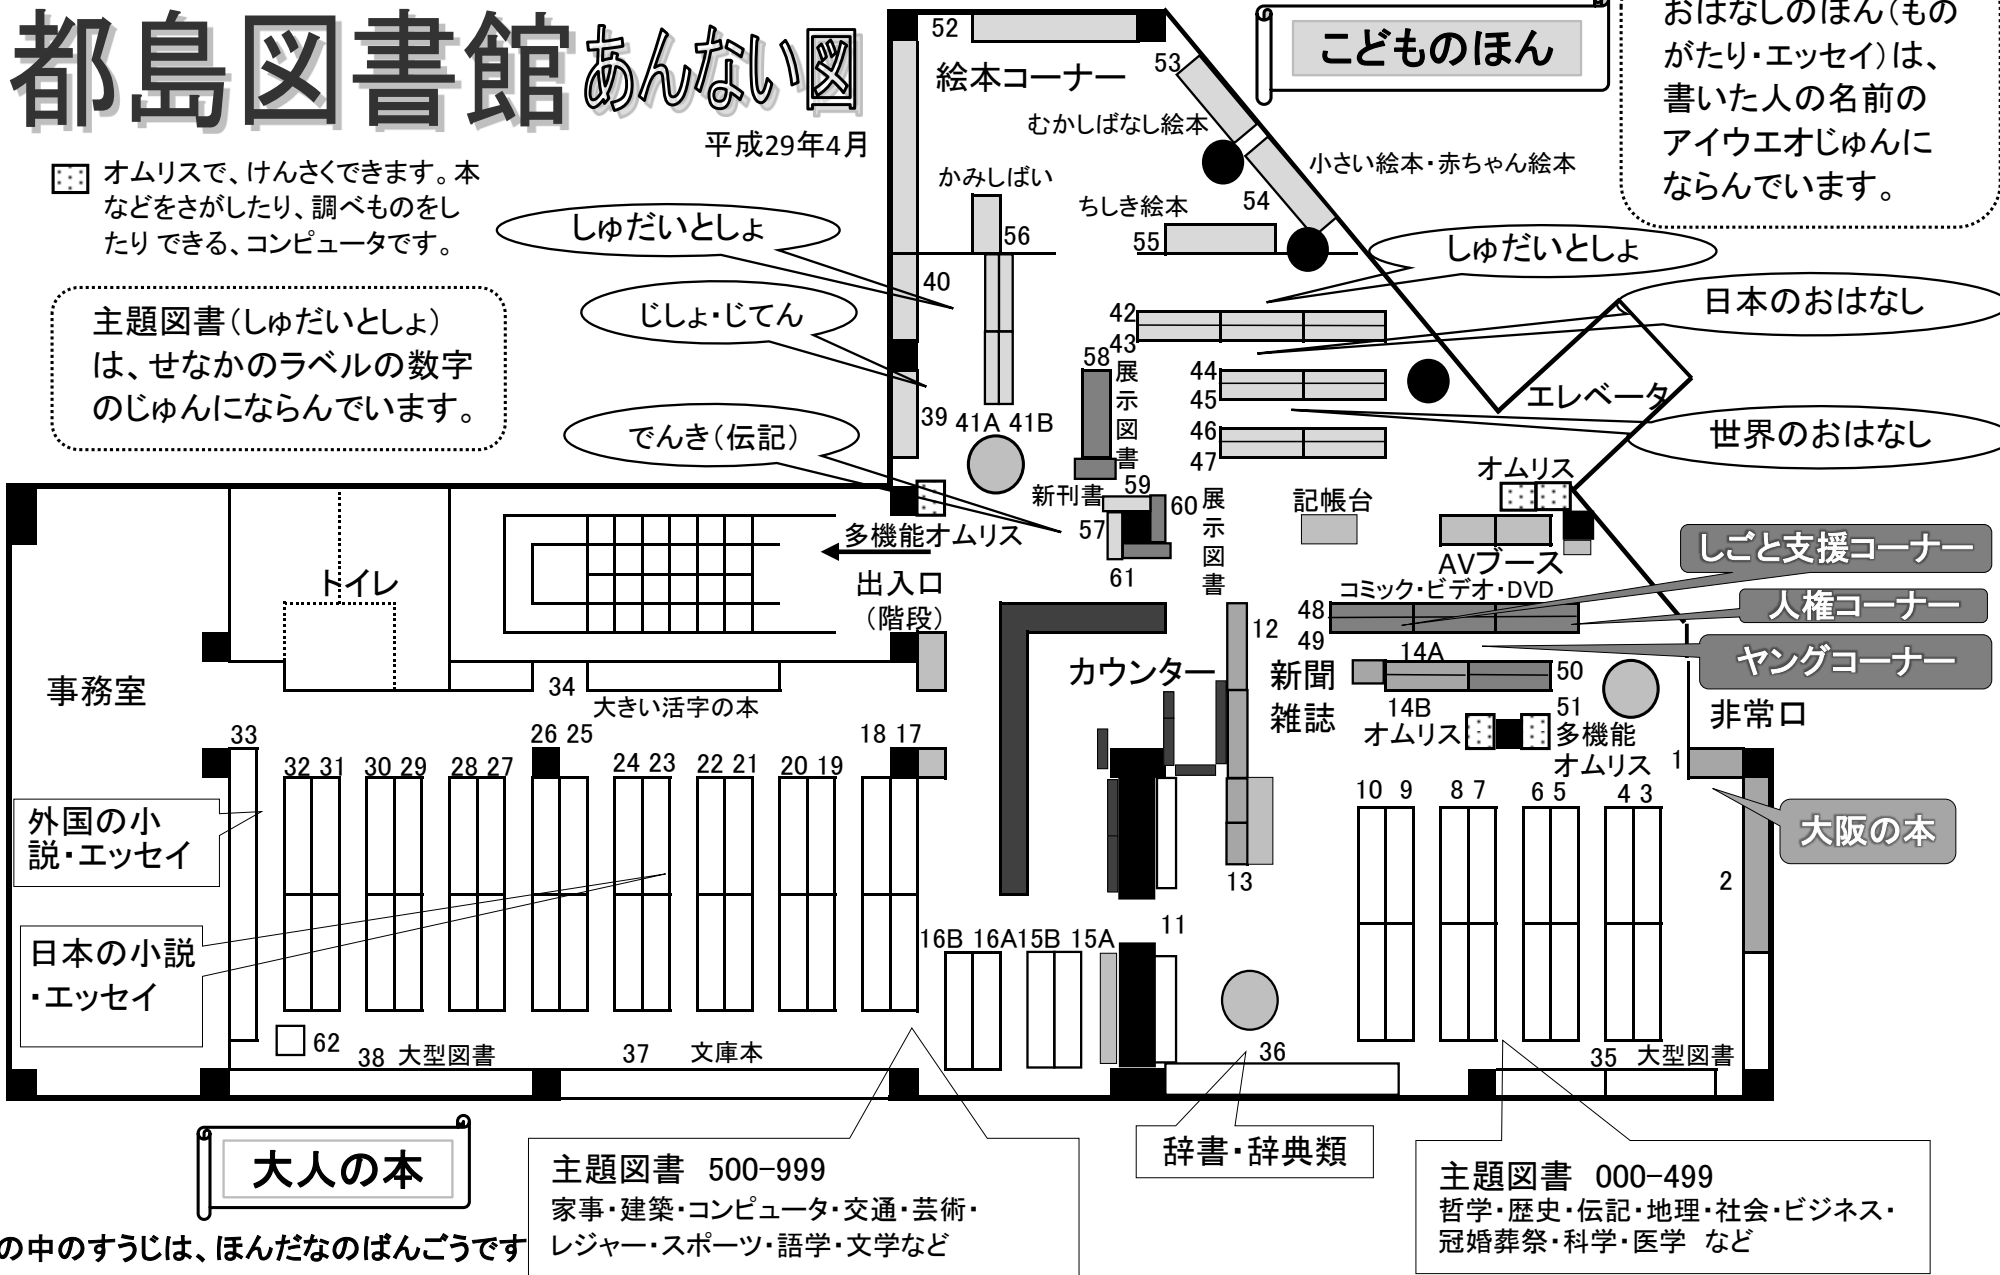 都島図書館あんない図
平成29年4月
オムリスで、けんさくできます。本
などをさがしたり、調べものをし
たり できる、コンピュータです。
主題図書(しゅだいとしょ)
は、せなかのラベルの数字
のじゅんにならんでいます。
こどものほん
おはなしのほん(もの
がたり・エッセイ)は、
書いた人の名前の
アイウエオじゅんに
ならんでいます。
52
絵本コーナー
53
むかしばなし絵本
小さい絵本・赤ちゃん絵本
かみしばい
54
ちしき絵本
56
55
しゅだいとしょ
しゅだいとしょ
じしょ・じてん
日本のおはなし
でんき(伝記)
世界のおはなし
40
42
43
58
展示図書
44
45
エレベータ
39
41A 41B
46
47
オムリス
新刊書
59
60
展示図書
記帳台
57
61
多機能オムリス
出入口
(階段)
トイレ
AVブース
コミック・ビデオ・DVD
しごと支援コーナー
人権コーナー
ヤングコーナー
48
49
12
カウンター
新聞
雑誌
14A
50
14B
51
オムリス
多機能
オムリス
非常口
事務室
34
大きい活字の本
33
26 25
18 17
32 31
30 29
28 27
24 23
22 21
20 19
1
10 9
8 7
6 5
4 3
大阪の本
2
13
11
外国の小
説・エッセイ
日本の小説
・エッセイ
16B 16A
15B 15A
62
38 大型図書
37 文庫本
36
35 大型図書
大人の本
の中のすうじは、ほんだなのばんごうです
主題図書 500-999
家事・建築・コンピュータ・交通・芸術・
レジャー・スポーツ・語学・文学など
辞書・辞典類
主題図書 000-499
哲学・歴史・伝記・地理・社会・ビジネス・
冠婚葬祭・科学・医学 など